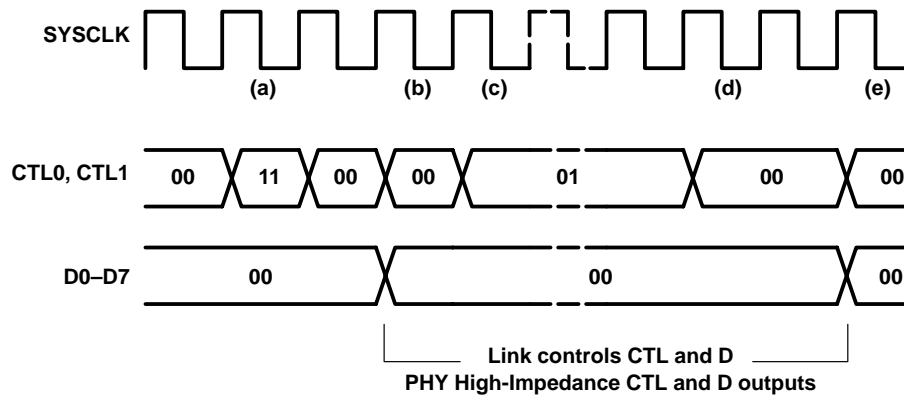 SYSCLK
(a) (b) (c) (d) (e)
CTL0, CTL1 00 11 00 00 01 00 00
D0–D7 00 00 00
Link controls CTL and D
PHY High-Impedance CTL and D outputs